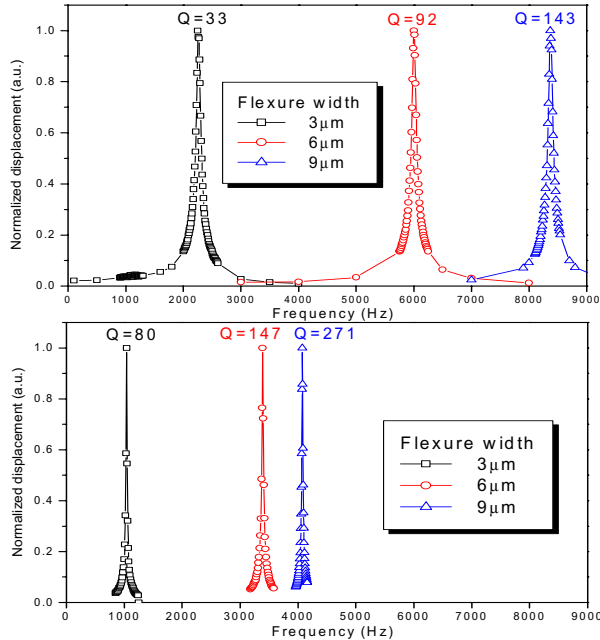 Q=33 Q=92 Q=143
Normalized displacement (a.u.)
1.0
0.8
0.6
0.4
0.2
0.0
Flexure width
3μm
6μm
9μm
0 1000 2000 3000 4000 5000 6000 7000 8000 9000
Frequency (Hz)
Q=80 Q=147 Q=271
Normalized displacement (a.u.)
1.0
0.8
0.6
0.4
0.2
0.0
Flexure width
3μm
6μm
9μm
0 1000 2000 3000 4000 5000 6000 7000 8000 9000
Frequency (Hz)